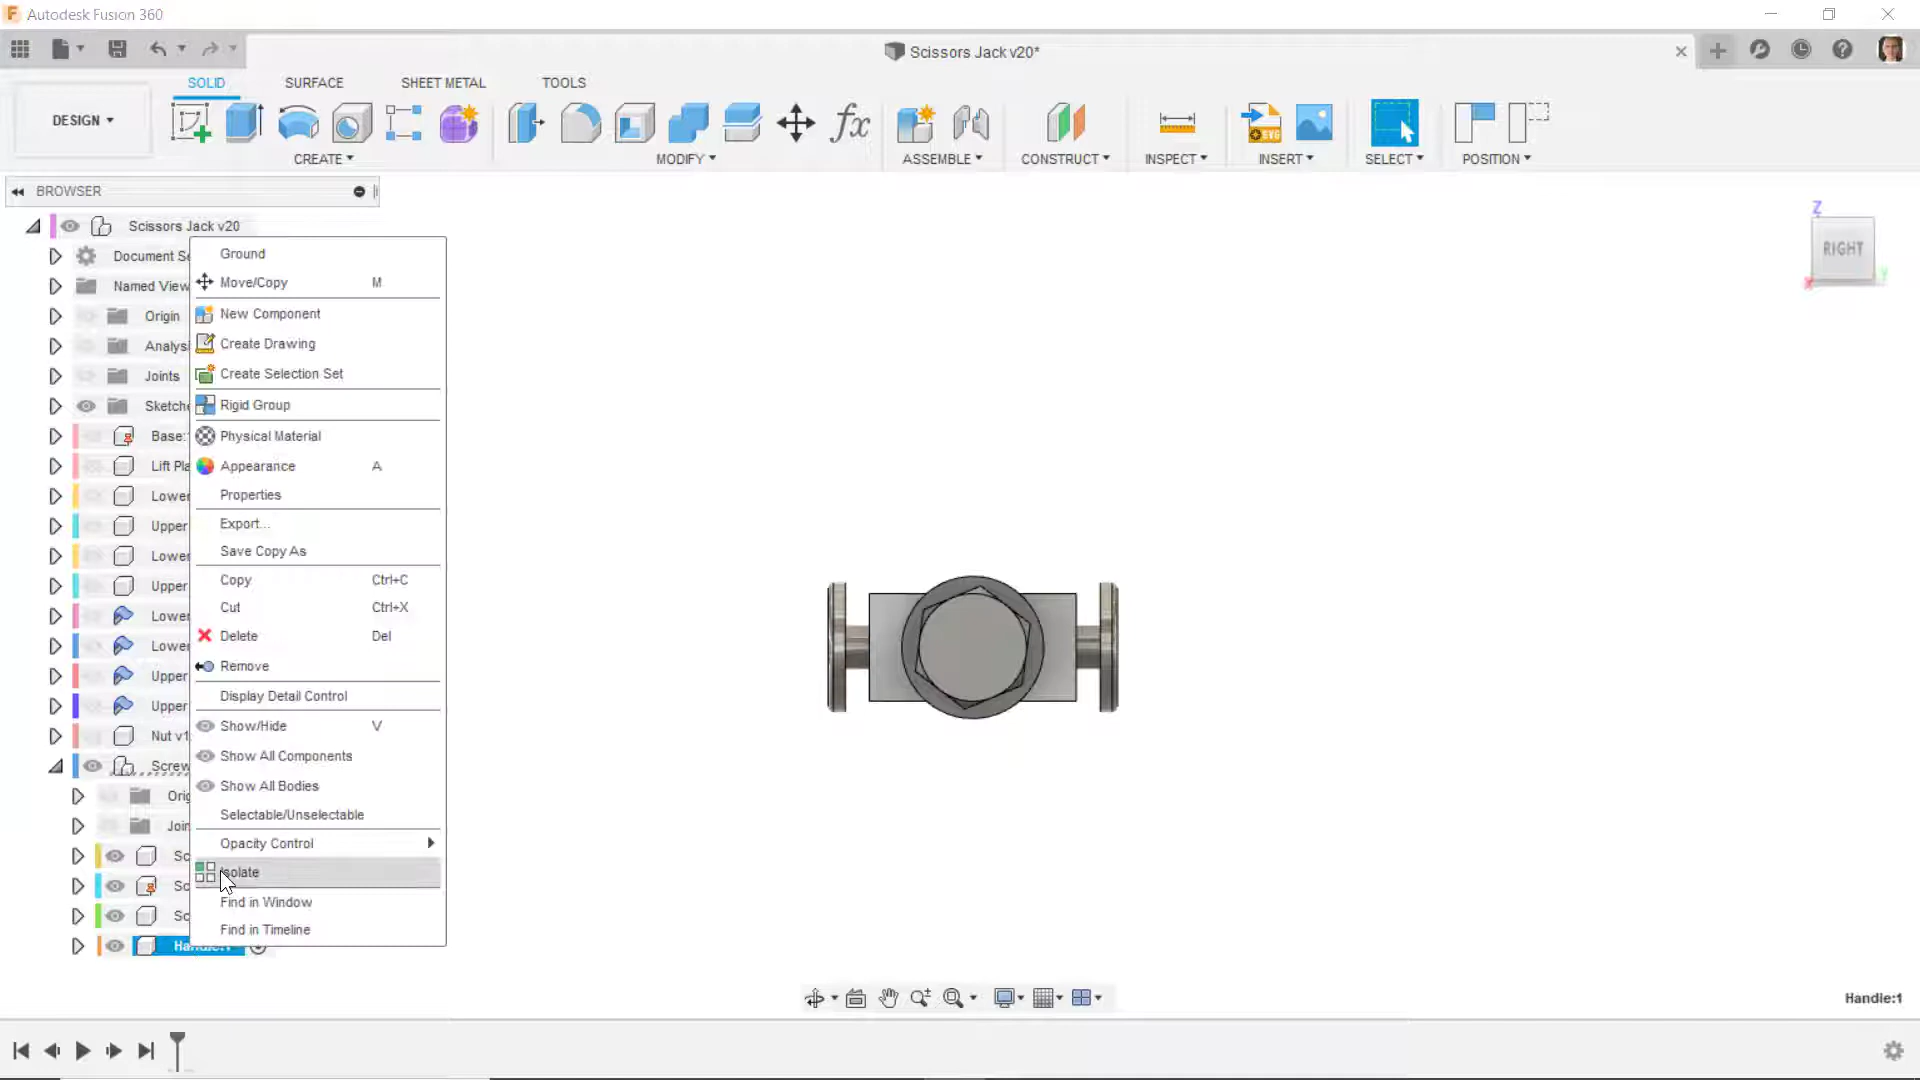 Autodesk Fusion 360
Scissors Jack v20*
SOLID
SURFACE
SHEET METAL
TOOLS
DESIGN
CREATE
MODIFY
ASSEMBLE
CONSTRUCT
INSPECT
INSERT
SELECT
POSITION
BROWSER
Scissors Jack v20
Document Se
Named View
Origin
Analysi
Joints
Sketche
Base:
Lift Pla
Lower
Upper
Lower
Upper
Lower
Lower
Upper
Upper
Nut v1
Screw
Orig
Join
Sc
Sc
Sc
Handle:1
Ground
Move/Copy M
New Component
Create Drawing
Create Selection Set
Rigid Group
Physical Material
Appearance A
Properties
Export...
Save Copy As
Copy Ctrl+C
Cut Ctrl+X
Delete Del
Remove
Display Detail Control
Show/Hide V
Show All Components
Show All Bodies
Selectable/Unselectable
Opacity Control
Isolate
Find in Window
Find in Timeline
Z
RIGHT
X
Y
Handle:1